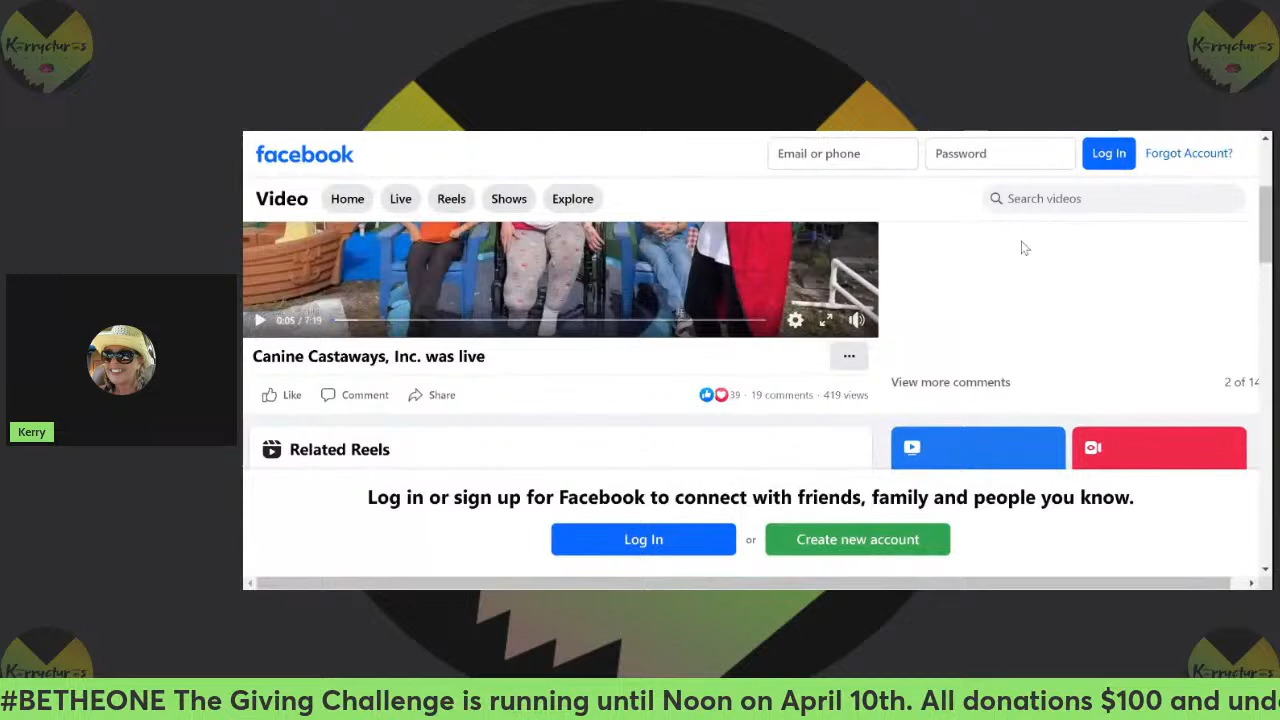 Kerryctures
Kerryctures
facebook
Email or phone
Password
Log In
Forgot Account?
Video
Home
Live
Reels
Shows
Explore
Search videos
0:05 / 7:19
Canine Castaways, Inc. was live
...
Like
Comment
Share
39 · 19 comments · 419 views
View more comments
2 of 14
Kerry
Related Reels
Log in or sign up for Facebook to connect with friends, family and people you know.
Log In
or
Create new account
Kerryctures
Kerryctures
#BETHEONE The Giving Challenge is running until Noon on April 10th. All donations $100 and und